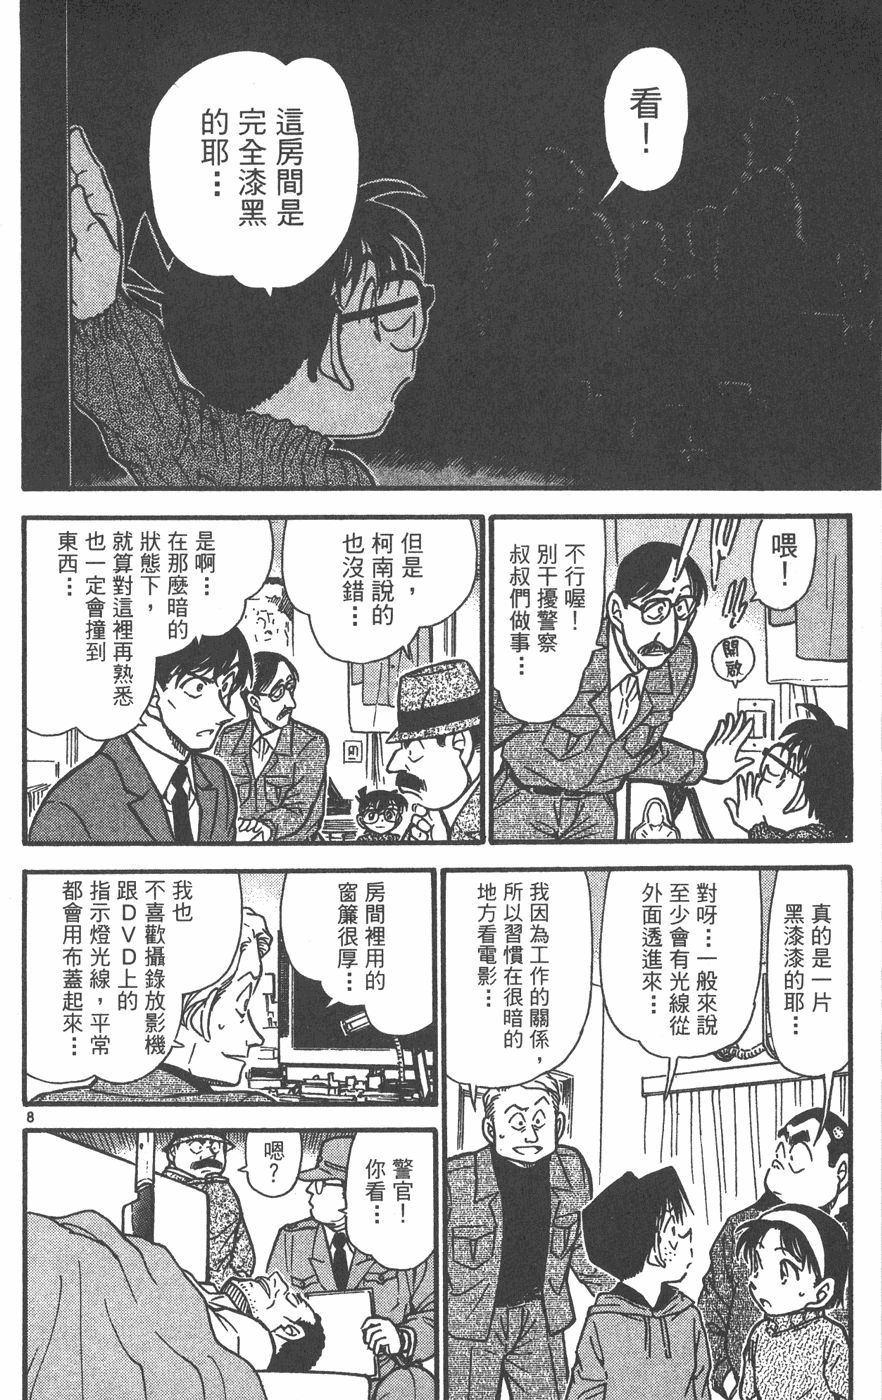 看！
這房間是
完全漆黑
的耶…
喂！
開啟
不行喔！
別干擾警察
叔叔們做事…
但是，
柯南說的
也沒錯…
是啊…
在那麼暗的
狀態下，
就算對這裡再熟悉
也一定會撞到
東西…
真的是一片
黑漆漆的耶…
對呀…一般來說
至少會有光線從
外面透進來…
我因為工作的關係，
所以習慣在很暗的
地方看電影…
房間裡用的
窗簾很厚…
我也
不喜歡攝錄放影機
跟DVD上的
指示燈光線，平常
都會用布蓋起來…
警官！
你看…
嗯？
8